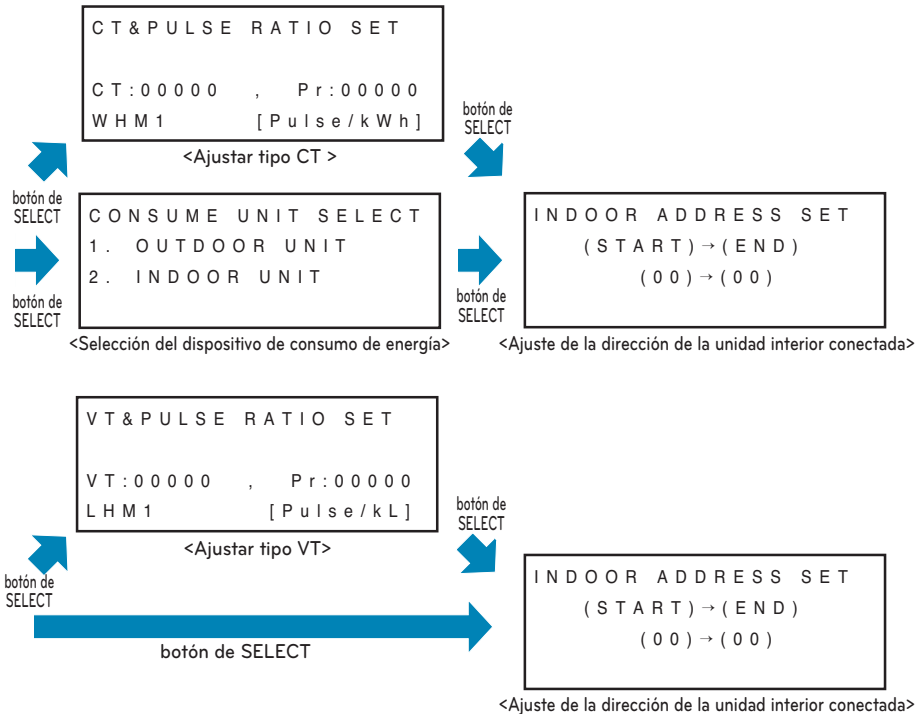 CT&PULSE RATIO SET
CT:00000 , Pr:00000
WHM1 [Pulse/kWh]
<Ajustar tipo CT >
botón de
SELECT
botón de
SELECT
CONSUME UNIT SELECT
1. OUTDOOR UNIT
2. INDOOR UNIT
<Selección del dispositivo de consumo de energía>
botón de
SELECT
botón de
SELECT
INDOOR ADDRESS SET
(START)→(END)
(00)→(00)
<Ajuste de la dirección de la unidad interior conectada>
VT&PULSE RATIO SET
VT:00000 , Pr:00000
LHM1 [Pulse/kL]
<Ajustar tipo VT>
botón de
SELECT
botón de
SELECT
botón de SELECT
INDOOR ADDRESS SET
(START)→(END)
(00)→(00)
<Ajuste de la dirección de la unidad interior conectada>